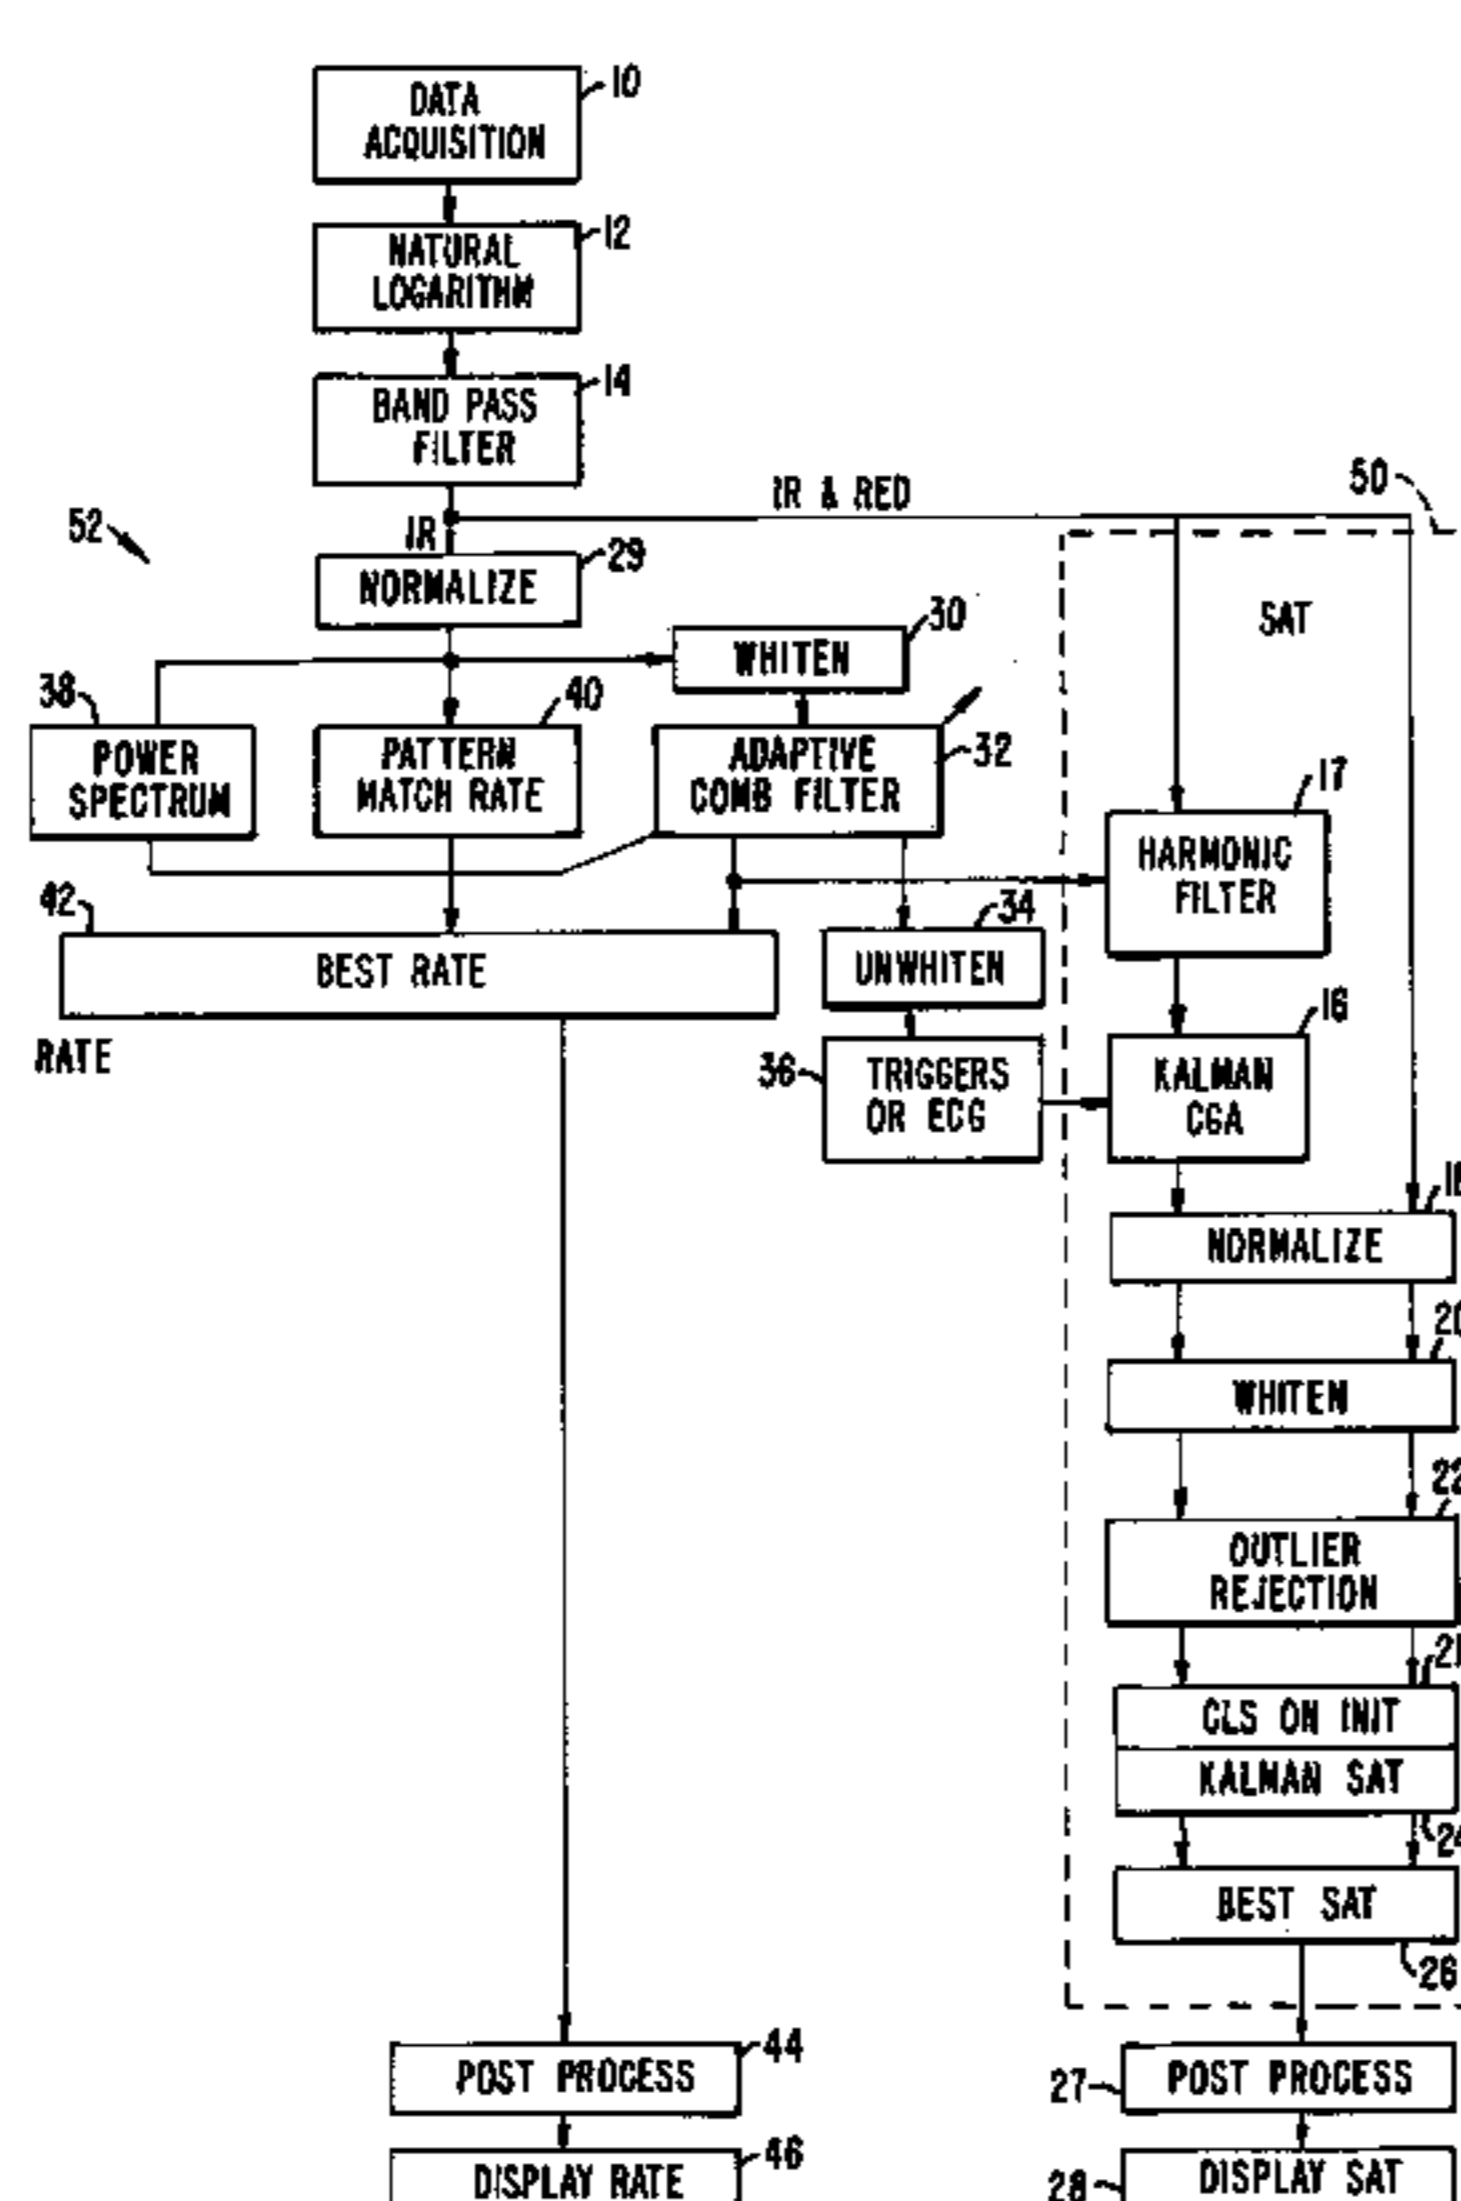 DATA
ACQUISITION
10
NATURAL
LOGARITHM
12
BAND PASS
FILTER
14
IR & RED
50
52
IR
NORMALIZE
29
SAT
WHITEN
30
38
POWER
SPECTRUM
40
PATTERN
MATCH RATE
ADAPTIVE
COMB FILTER
32
17
HARMONIC
FILTER
42
BEST RATE
34
UNWHITEN
RATE
36
TRIGGERS
OR ECG
16
KALMAN
CGA
NORMALIZE
WHITEN
22
OUTLIER
REJECTION
CLS ON INIT
KALMAN SAT
24
BEST SAT
26
POST PROCESS
44
27
POST PROCESS
DISPLAY RATE
46
28
DISPLAY SAT